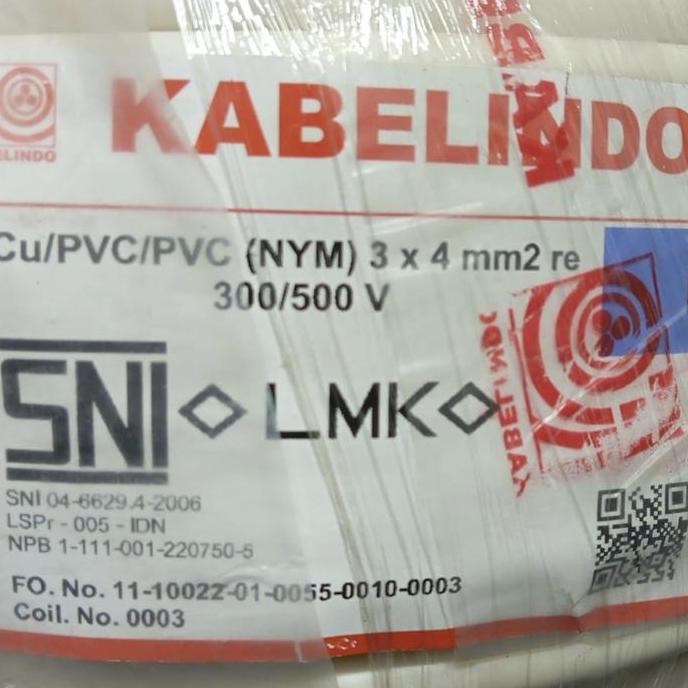 KABELINDO
ELINDO
Cu/PVC/PVC (NYM) 3 x 4 mm2 re
300/500 V
SNI LMK
SNI 04-6629.4-2006
LSPr - 005 - IDN
NPB 1-111-001-220750-5
FO. No. 11-10022-01-0055-0010-0003
Coil. No. 0003